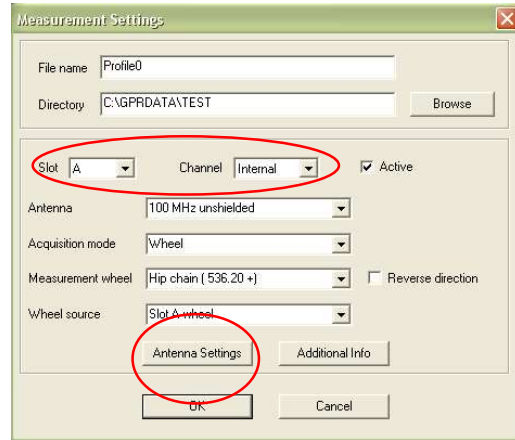 Measurement Settings
File name Profile0
Directory C:\GPRDATA\TEST Browse
Slot A Channel Internal Active
Antenna 100 MHz unshielded
Acquisition mode Wheel
Measurement wheel Hip chain ( 536.20 +) Reverse direction
Wheel source Slot A wheel
Antenna Settings Additional Info
OK Cancel